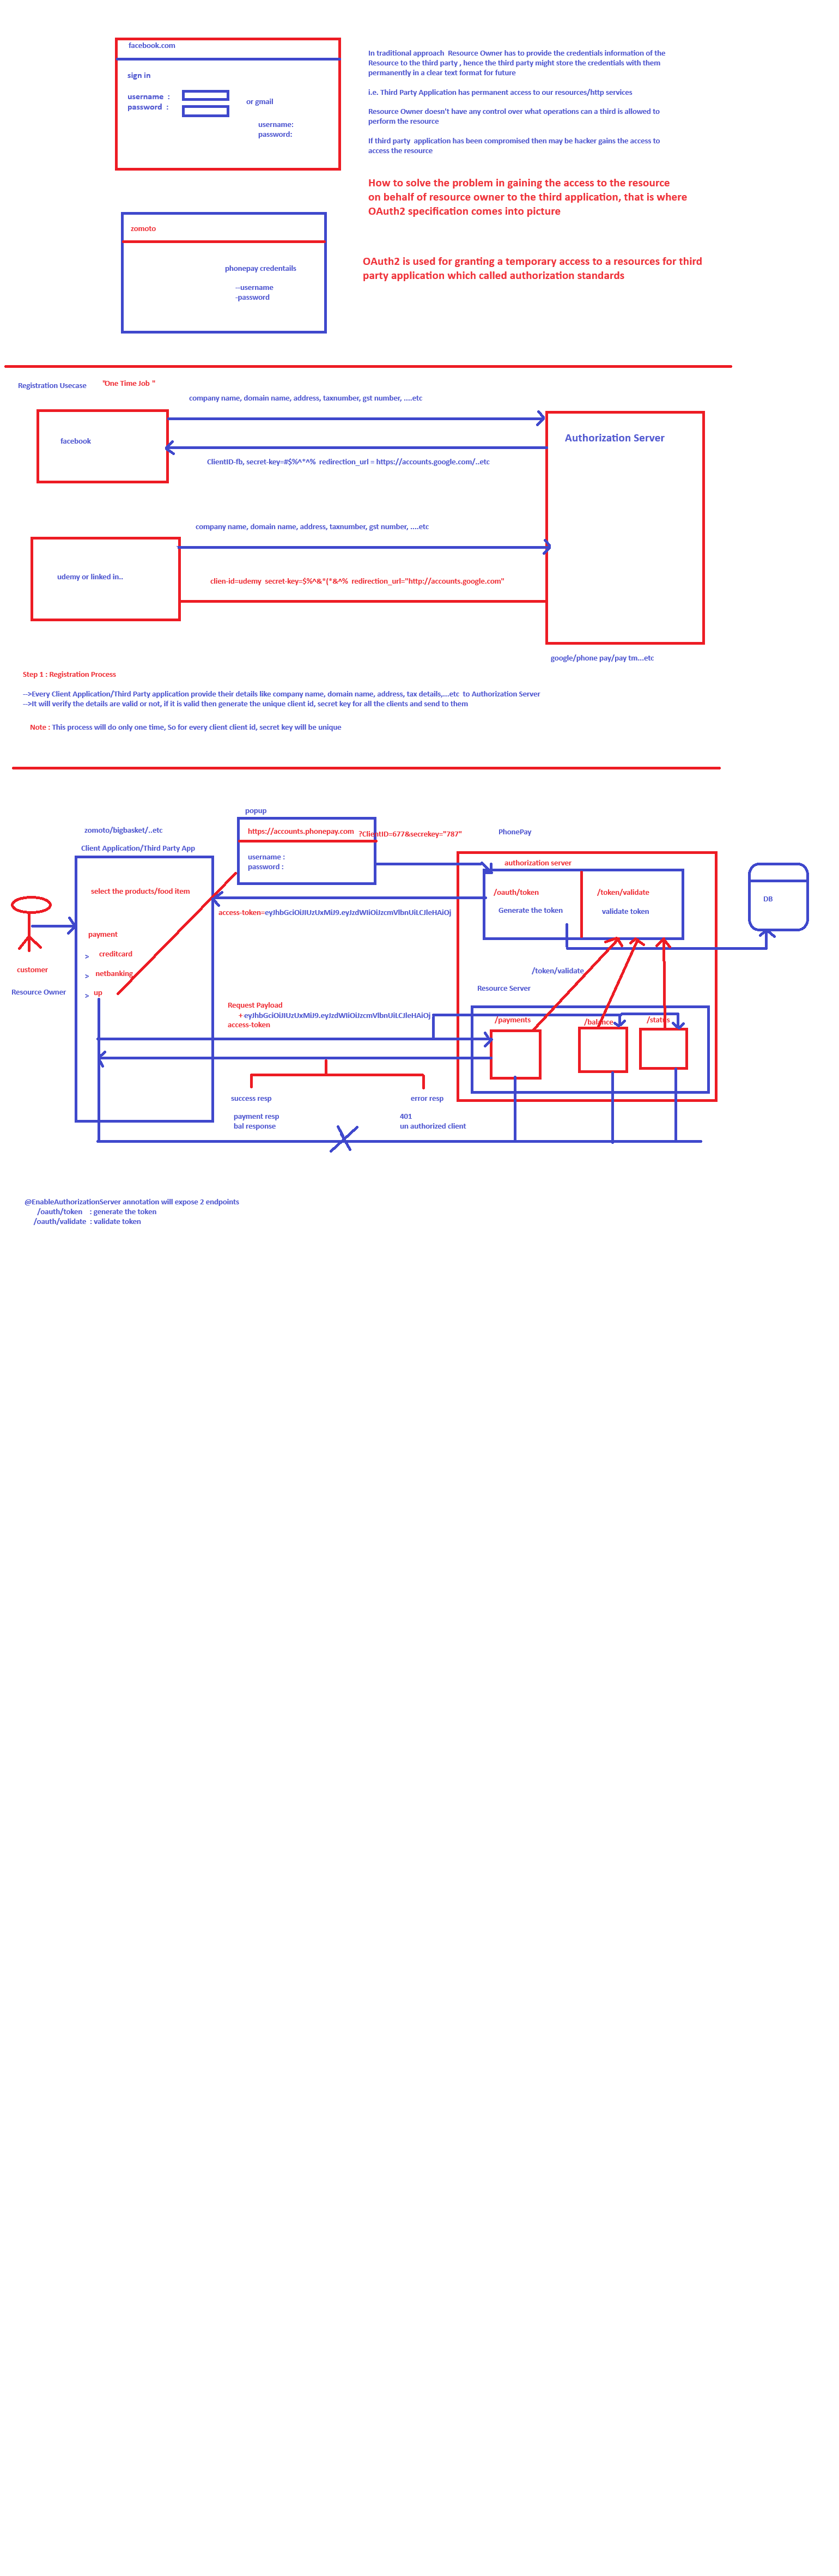 facebook.com
sign in
username :
password :
or gmail
username:
password:
In traditional approach Resource Owner has to provide the credentials information of the
Resource to the third party , hence the third party might store the credentials with them
permanently in a clear text format for future
i.e. Third Party Application has permanent access to our resources/http services
Resource Owner doesn't have any control over what operations can a third is allowed to
perform the resource
If third party application has been compromised then may be hacker gains the access to
access the resource
How to solve the problem in gaining the access to the resource
on behalf of resource owner to the third application, that is where
OAuth2 specification comes into picture
zomoto
phonepay credentails
--username
-password
OAuth2 is used for granting a temporary access to a resources for third
party application which called authorization standards
Registration Usecase
"One Time Job "
company name, domain name, address, taxnumber, gst number, ....etc
facebook
Authorization Server
ClientID-fb, secret-key=#$%^*^% redirection_url = https://accounts.google.com/..etc
company name, domain name, address, taxnumber, gst number, ....etc
udemy or linked in..
clien-id=udemy secret-key=$%^&*(*&^% redirection_url="http://accounts.google.com"
google/phone pay/pay tm...etc
Step 1 : Registration Process
-->Every Client Application/Third Party application provide their details like company name, domain name, address, tax details,...etc to Authorization Server
-->It will verify the details are valid or not, if it is valid then generate the unique client id, secret key for all the clients and send to them
Note : This process will do only one time, So for every client client id, secret key will be unique
popup
zomoto/bigbasket/..etc
https://accounts.phonepay.com ?ClientID=677&secrekey="787"
PhonePay
Client Application/Third Party App
username :
password :
authorization server
select the products/food item
/oauth/token
/token/validate
Generate the token
validate token
DB
access-token=eyJhbGciOiJIUzUxMiJ9.eyJzdWIiOiJzcmVlbnUiLCJleHAiOj
payment
> creditcard
customer
> netbanking
/token/validate
Resource Owner
> up
Resource Server
Request Payload
+ eyJhbGciOiJIUzUxMiJ9.eyJzdWIiOiJzcmVlbnUiLCJleHAiOj
access-token
/payments
/balance
/status
success resp
error resp
payment resp
bal response
401
un authorized client
@EnableAuthorizationServer annotation will expose 2 endpoints
/oauth/token : generate the token
/oauth/validate : validate token